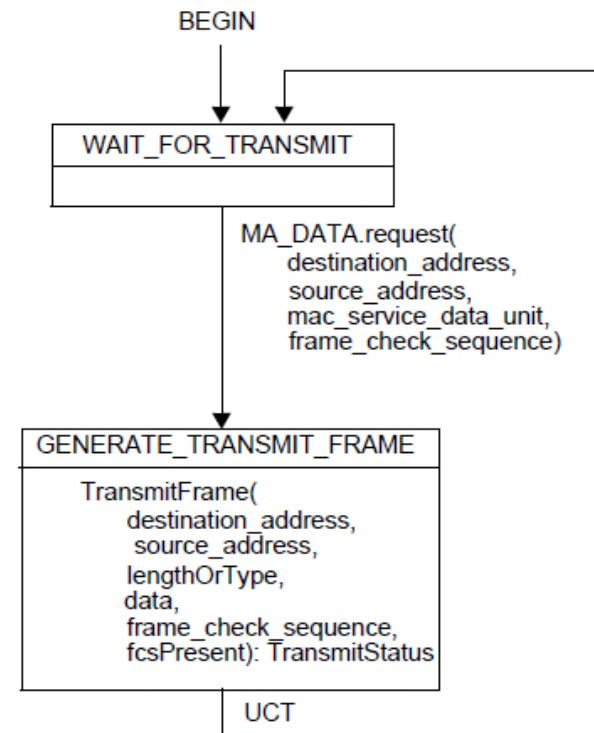 BEGIN
WAIT_FOR_TRANSMIT
MA_DATA.request(
destination_address,
source_address,
mac_service_data_unit,
frame_check_sequence)
GENERATE_TRANSMIT_FRAME
TransmitFrame(
destination_address,
source_address,
lengthOrType,
data,
frame_check_sequence,
fcsPresent): TransmitStatus
UCT